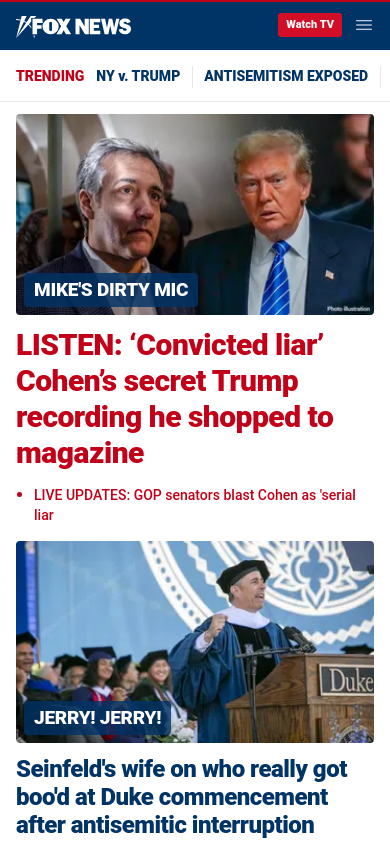 FOX NEWS
Watch TV
TRENDING NY v. TRUMP ANTISEMITISM EXPOSED
MIKE'S DIRTY MIC
Photo illustration
LISTEN: ‘Convicted liar’
Cohen’s secret Trump
recording he shopped to
magazine
• LIVE UPDATES: GOP senators blast Cohen as 'serial
liar
Duke
JERRY! JERRY!
Seinfeld's wife on who really got
boo'd at Duke commencement
after antisemitic interruption